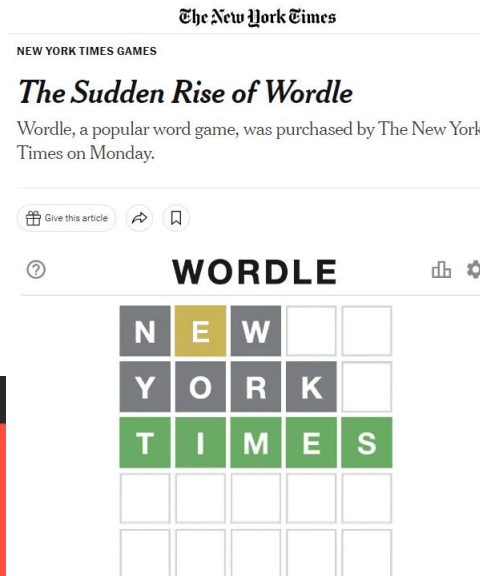 The New York Times
NEW YORK TIMES GAMES
The Sudden Rise of Wordle
Wordle, a popular word game, was purchased by The New York
Times on Monday.
Give this article
?
WORDLE
N E W
Y O R K
T I M E S